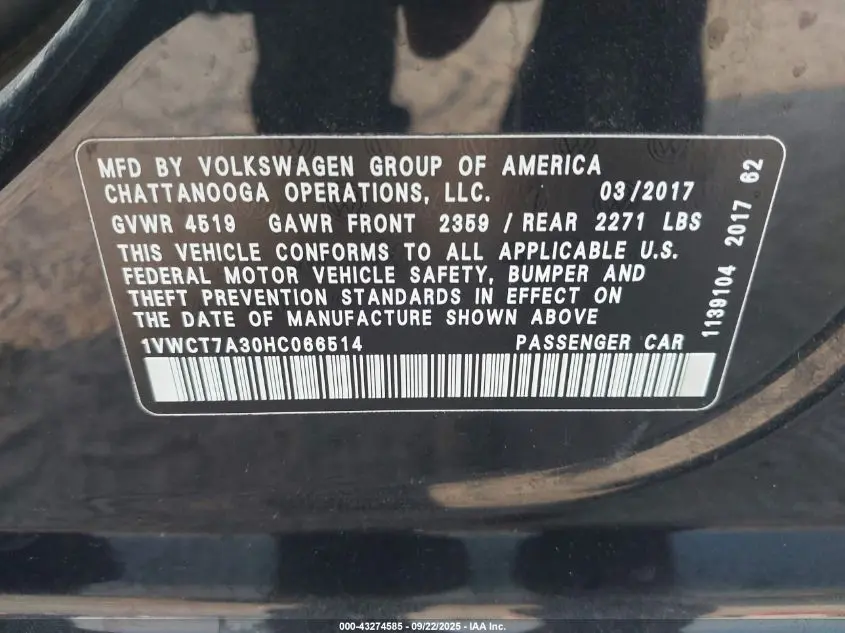 MFD BY VOLKSWAGEN GROUP OF AMERICA
CHATTANOOGA OPERATIONS, LLC. 03/2017
GVWR 4519 GAWR FRONT 2359 / REAR 2271 LBS
THIS VEHICLE CONFORMS TO ALL APPLICABLE U.S.
FEDERAL MOTOR VEHICLE SAFETY, BUMPER AND
THEFT PREVENTION STANDARDS IN EFFECT ON
THE DATE OF MANUFACTURE SHOWN ABOVE
1VWCT7A30HC066514 PASSENGER CAR
1139104 2017 62
000-43274585 - 09/22/2025 - IAA Inc.